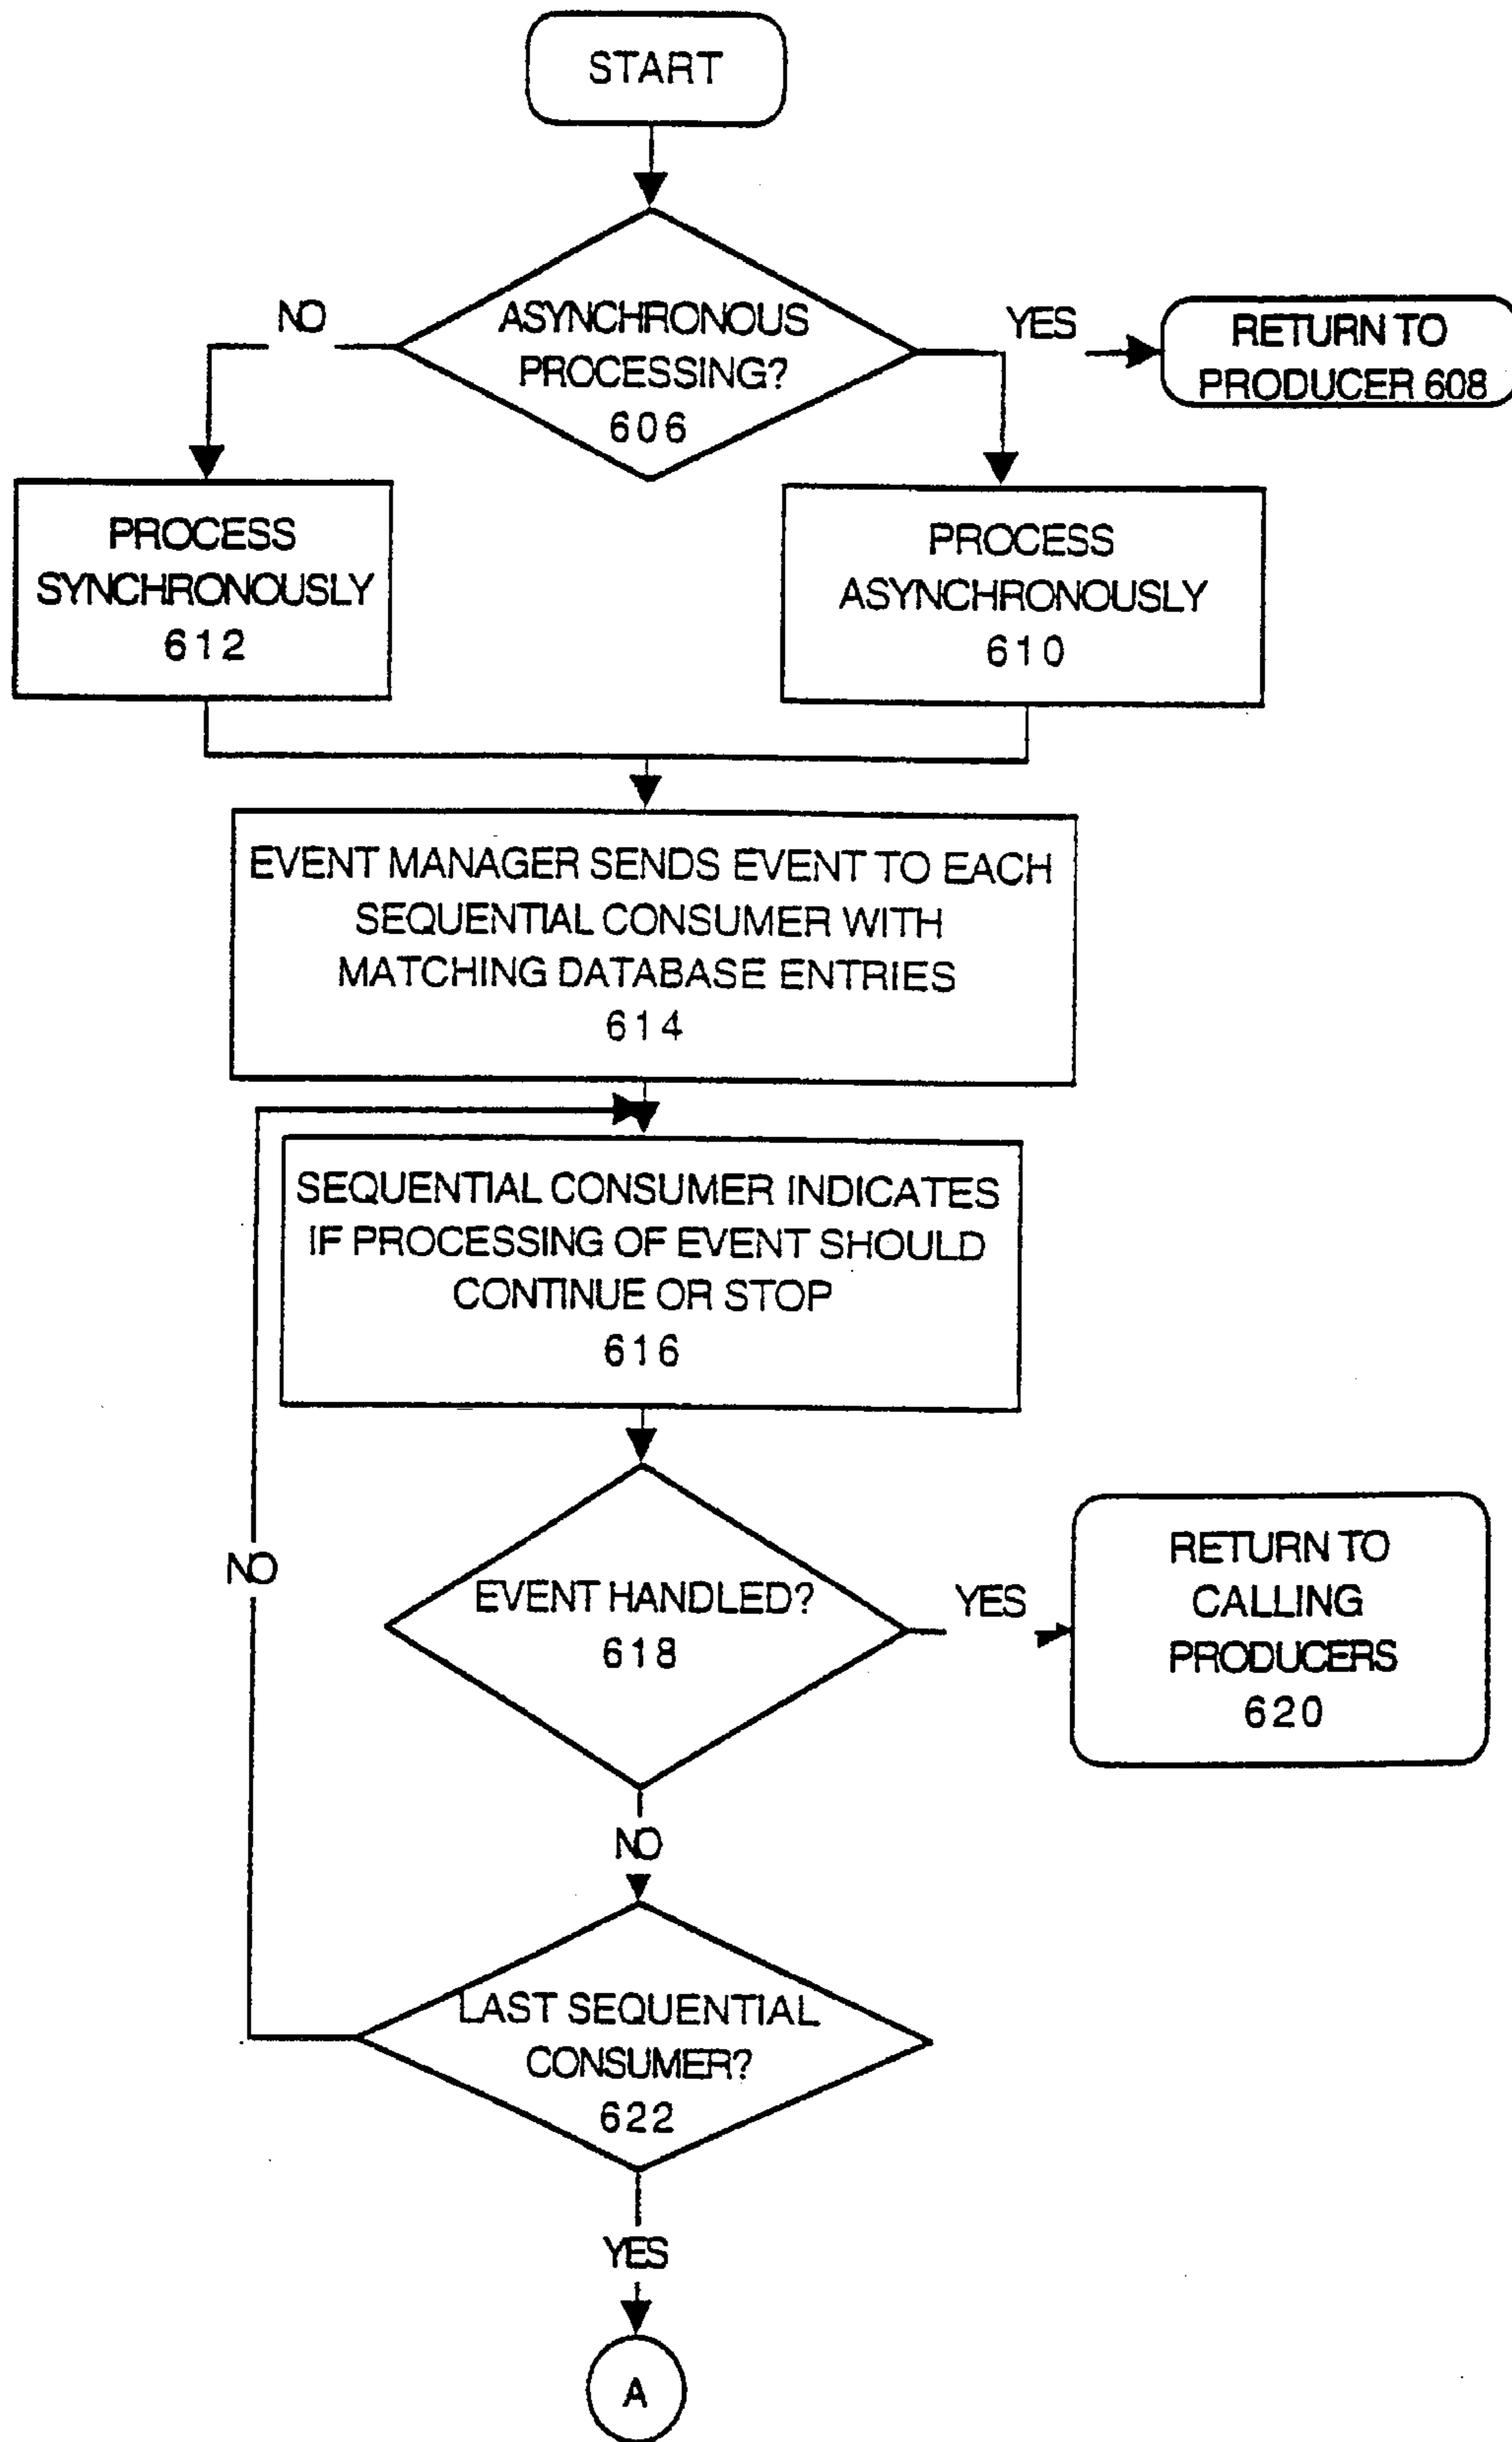 START
NO
ASYNCHRONOUS
PROCESSING?
606
YES
RETURN TO
PRODUCER 608
PROCESS
SYNCHRONOUSLY
612
PROCESS
ASYNCHRONOUSLY
610
EVENT MANAGER SENDS EVENT TO EACH
SEQUENTIAL CONSUMER WITH
MATCHING DATABASE ENTRIES
614
SEQUENTIAL CONSUMER INDICATES
IF PROCESSING OF EVENT SHOULD
CONTINUE OR STOP
616
NO
EVENT HANDLED?
618
YES
RETURN TO
CALLING
PRODUCERS
620
NO
LAST SEQUENTIAL
CONSUMER?
622
YES
A